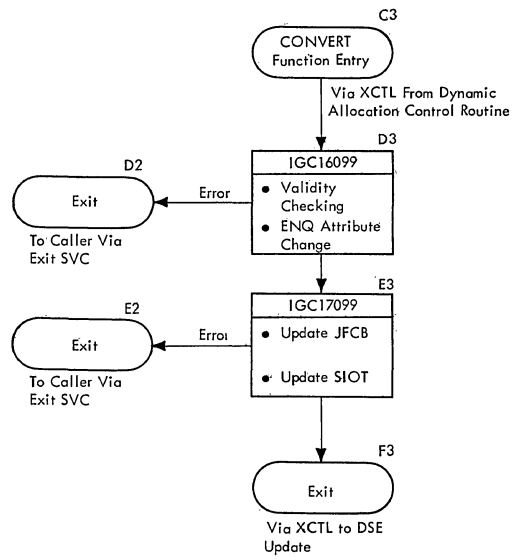 C3
CONVERT
Function Entry
Via XCTL From Dynamic
Allocation Control Routine
D3
IGC16099
• Validity
Checking
• ENQ Attribute
Change
D2
Exit
Error
To Caller Via
Exit SVC
E3
IGC17099
• Update JFCB
• Update SIOT
E2
Exit
Error
To Caller Via
Exit SVC
F3
Exit
Via XCTL to DSE
Update